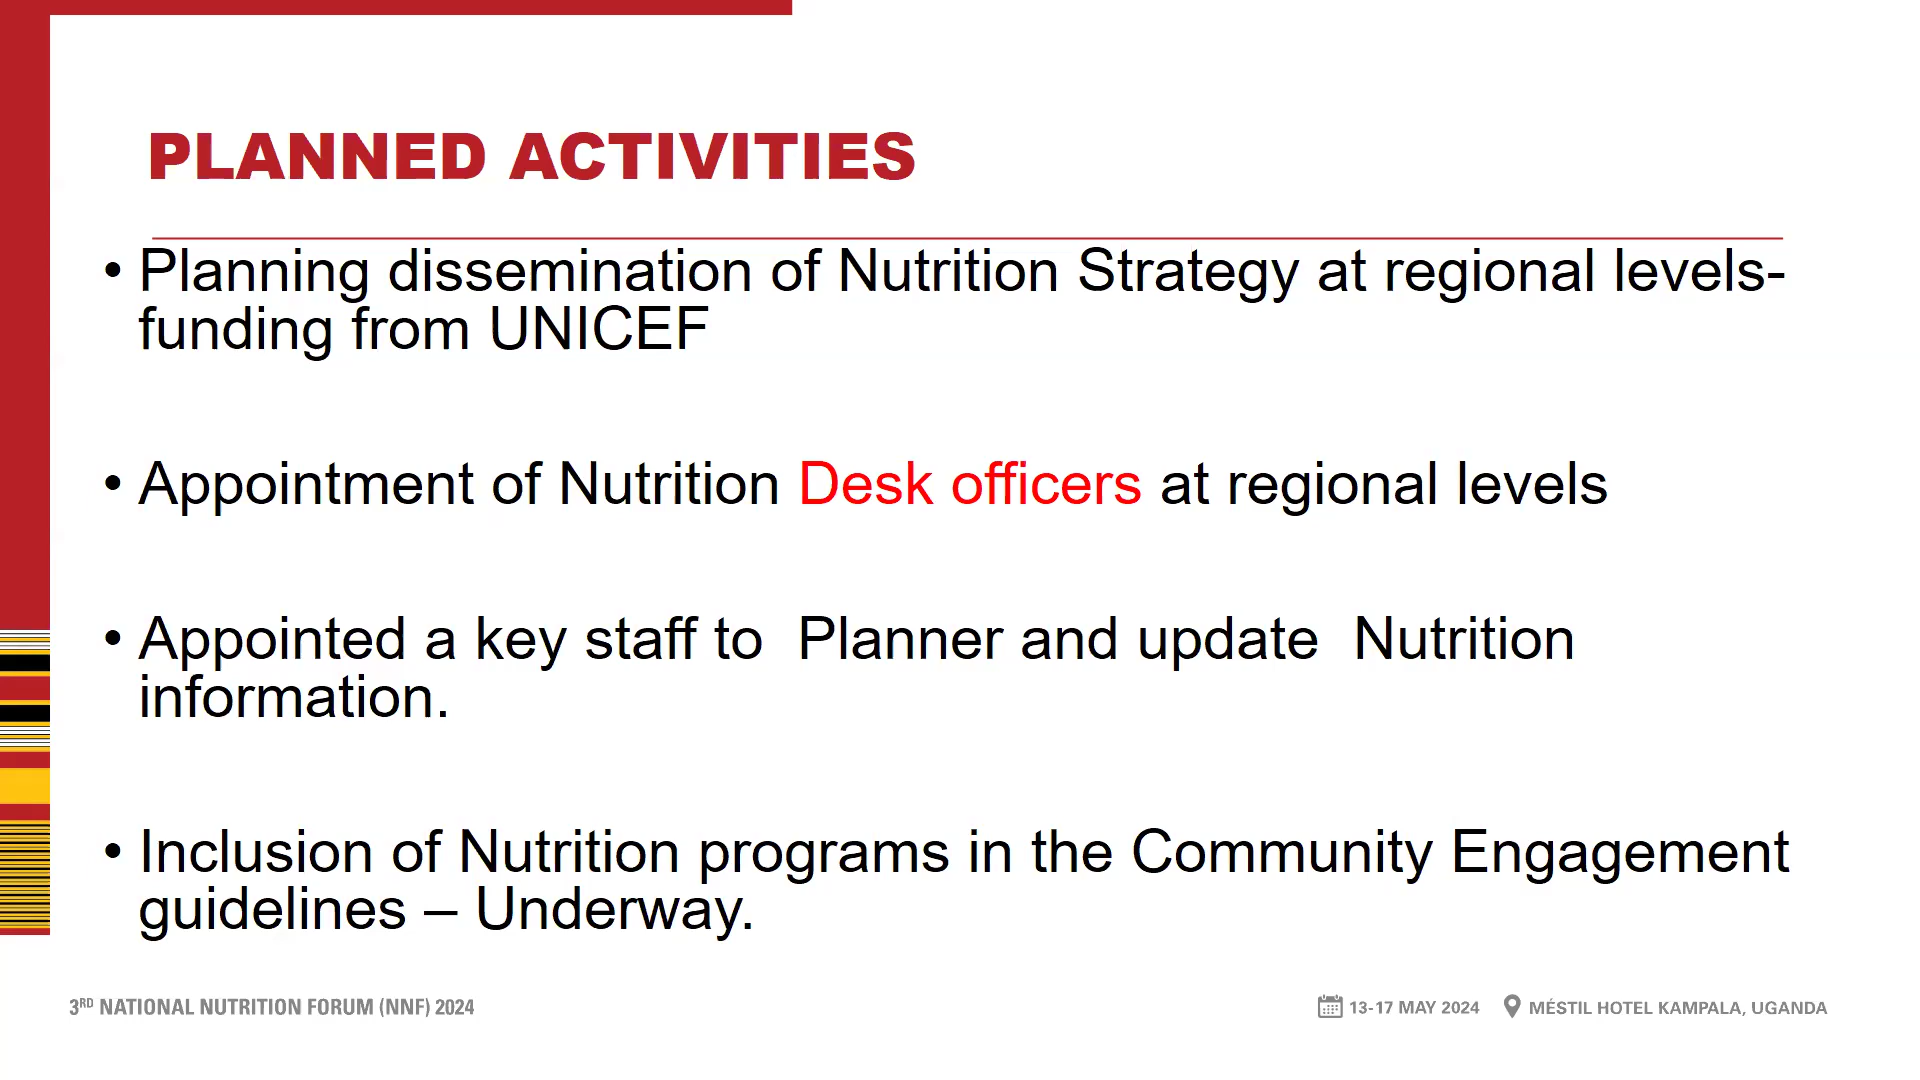 PLANNED ACTIVITIES
• Planning dissemination of Nutrition Strategy at regional levels-
funding from UNICEF
• Appointment of Nutrition Desk officers at regional levels
• Appointed a key staff to  Planner and update  Nutrition
information.
• Inclusion of Nutrition programs in the Community Engagement
guidelines – Underway.
3RD NATIONAL NUTRITION FORUM (NNF) 2024
13-17 MAY 2024
MÉSTIL HOTEL KAMPALA, UGANDA